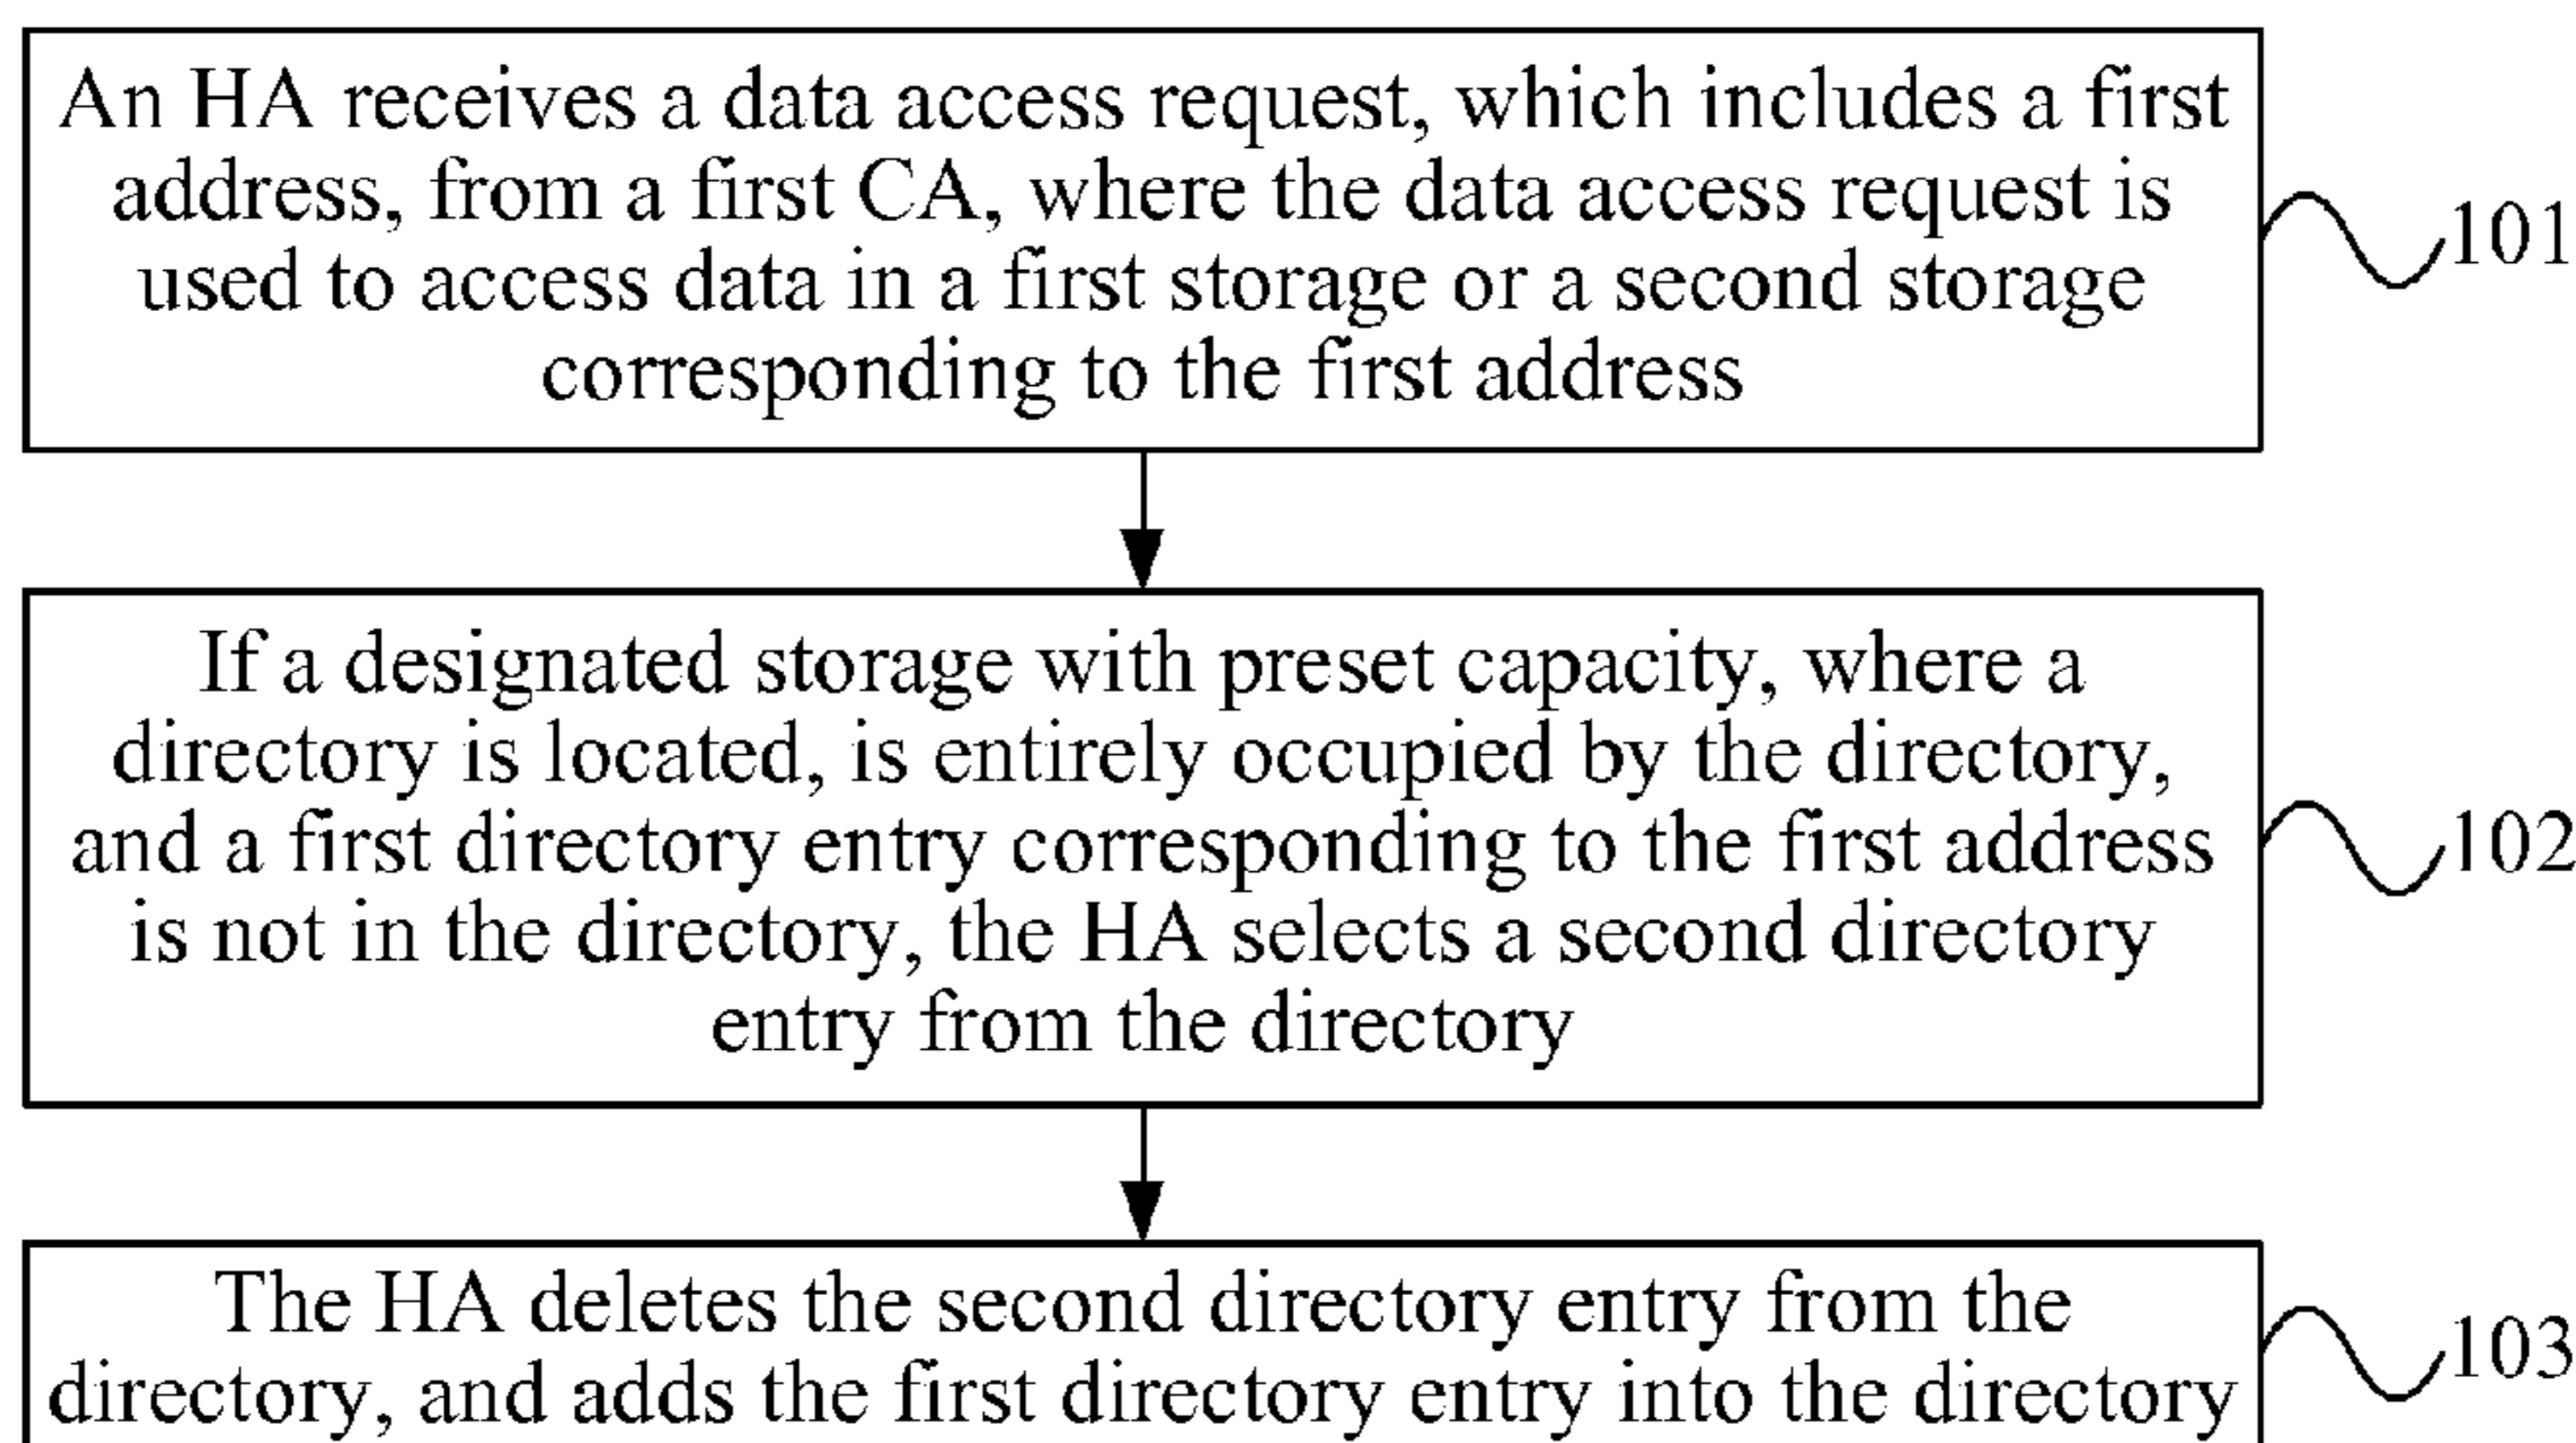 An HA receives a data access request, which includes a first
address, from a first CA, where the data access request is
used to access data in a first storage or a second storage
corresponding to the first address
101
If a designated storage with preset capacity, where a
directory is located, is entirely occupied by the directory,
and a first directory entry corresponding to the first address
is not in the directory, the HA selects a second directory
entry from the directory
102
The HA deletes the second directory entry from the
directory, and adds the first directory entry into the directory
103